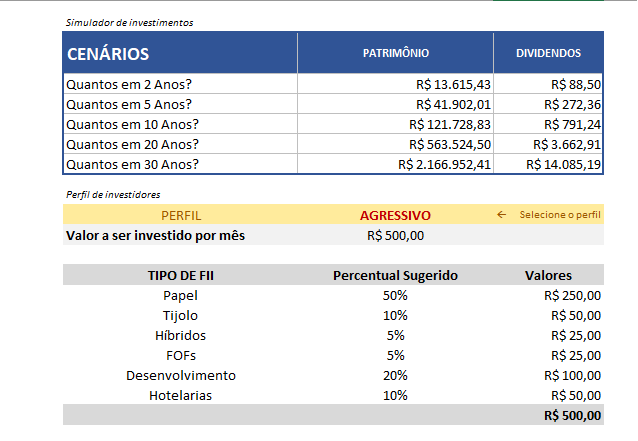 Simulador de investimentos
CENÁRIOS PATRIMÔNIO DIVIDENDOS
Quantos em 2 Anos? R$ 13.615,43 R$ 88,50
Quantos em 5 Anos? R$ 41.902,01 R$ 272,36
Quantos em 10 Anos? R$ 121.728,83 R$ 791,24
Quantos em 20 Anos? R$ 563.524,50 R$ 3.662,91
Quantos em 30 Anos? R$ 2.166.952,41 R$ 14.085,19
Perfil de investidores
PERFIL AGRESSIVO ← Selecione o perfil
Valor a ser investido por mês R$ 500,00
TIPO DE FII Percentual Sugerido Valores
Papel 50% R$ 250,00
Tijolo 10% R$ 50,00
Híbridos 5% R$ 25,00
FOFs 5% R$ 25,00
Desenvolvimento 20% R$ 100,00
Hotelarias 10% R$ 50,00
R$ 500,00